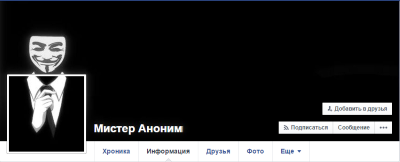 Добавить в друзья
Мистер Аноним
Подписаться Сообщение •••
Хроника Информация Друзья Фото Еще